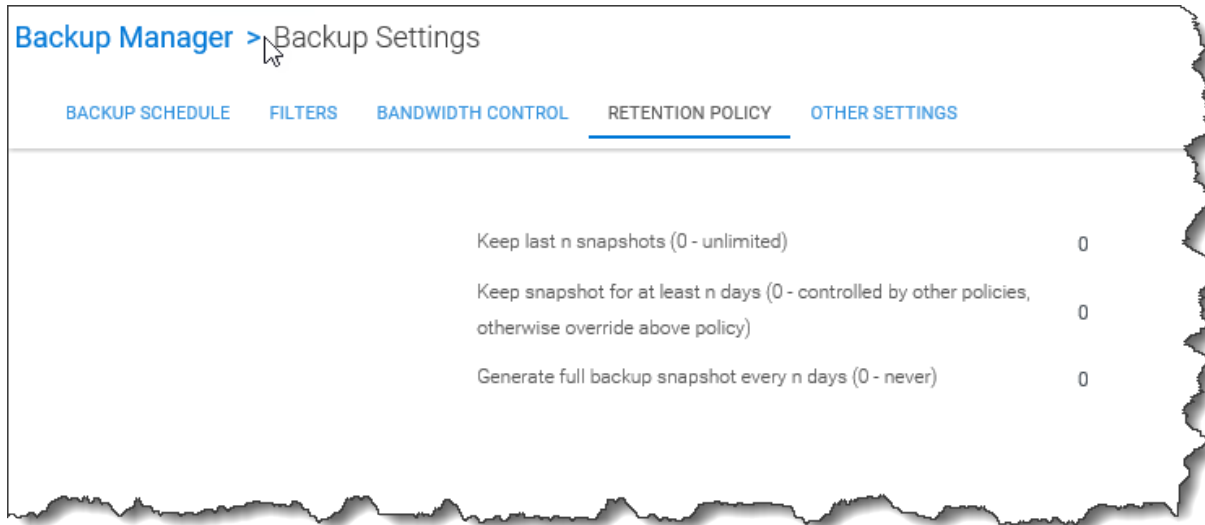 Backup Manager > Backup Settings
BACKUP SCHEDULE FILTERS BANDWIDTH CONTROL RETENTION POLICY OTHER SETTINGS
Keep last n snapshots (0 - unlimited) 0
Keep snapshot for at least n days (0 - controlled by other policies,
otherwise override above policy) 0
Generate full backup snapshot every n days (0 - never) 0